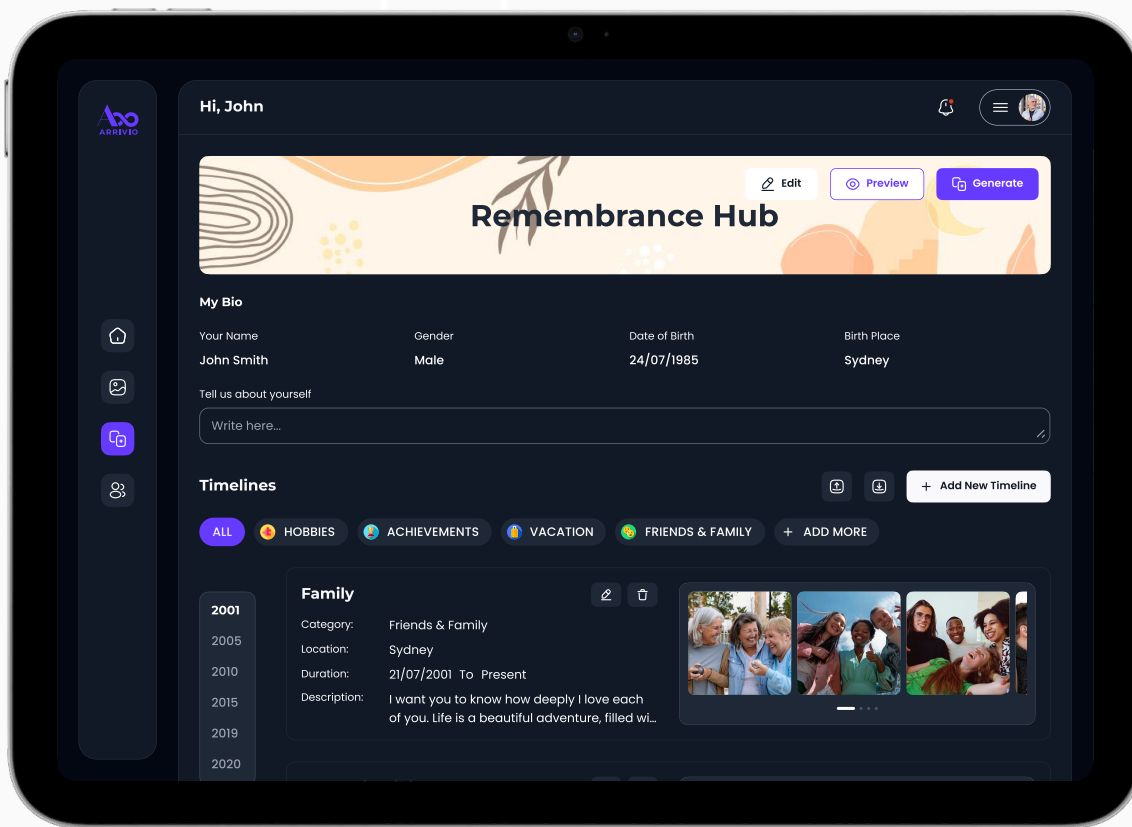 ARRIVIO
Hi, John
Edit
Preview
Generate
Remembrance Hub
My Bio
Your Name
Gender
Date of Birth
Birth Place
John Smith
Male
24/07/1985
Sydney
Tell us about yourself
Write here...
Timelines
+ Add New Timeline
ALL
HOBBIES
ACHIEVEMENTS
VACATION
FRIENDS & FAMILY
+ ADD MORE
2001
2005
2010
2015
2019
2020
Family
Category: Friends & Family
Location: Sydney
Duration: 21/07/2001 To Present
Description: I want you to know how deeply I love each
of you. Life is a beautiful adventure, filled wi...